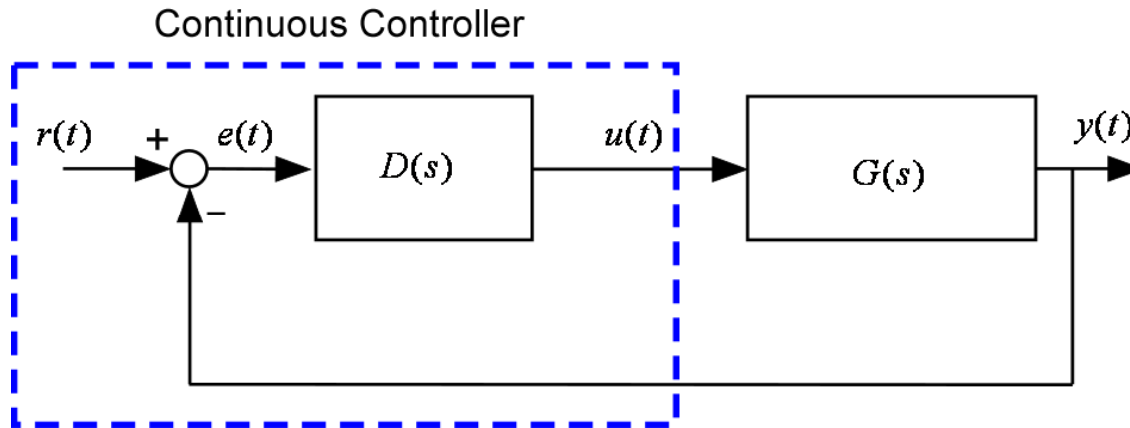 Continuous Controller
r(t)
+
e(t)
D(s)
u(t)
G(s)
y(t)
−